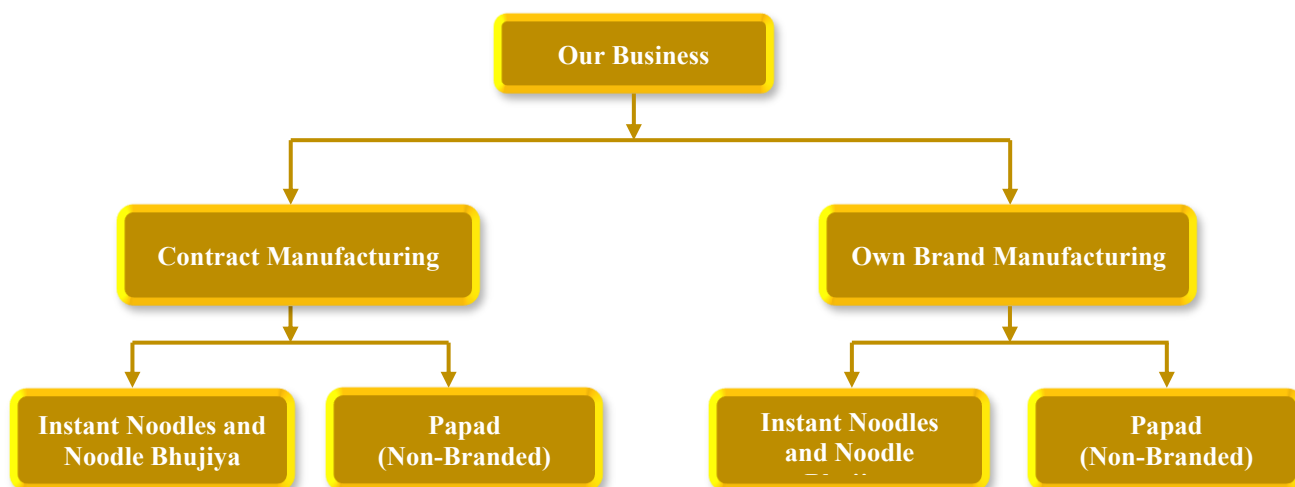 Our Business
Contract Manufacturing
Own Brand Manufacturing
Instant Noodles and
Noodle Bhujiya
Papad
(Non-Branded)
Instant Noodles
and Noodle
Papad
(Non-Branded)